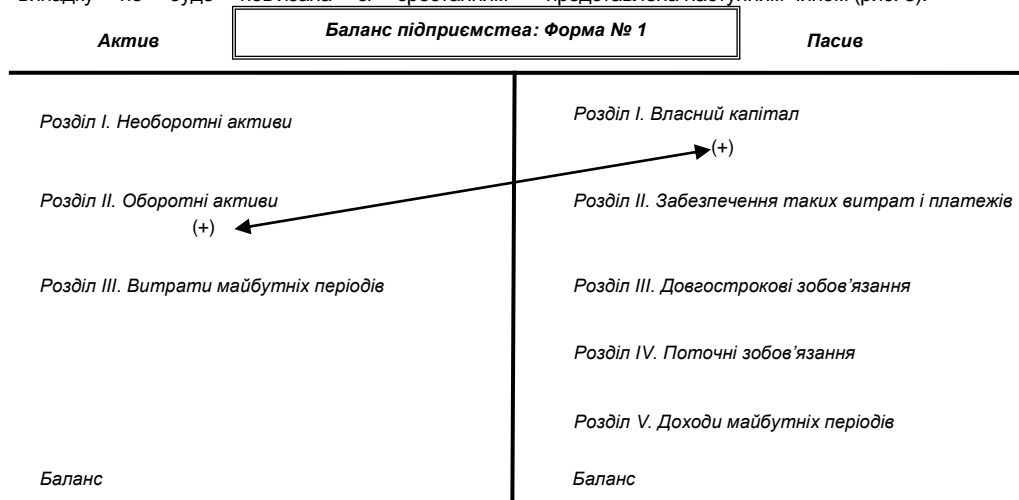 Актив
Баланс підприємства: Форма № 1
Пасив
Розділ І. Необоротні активи
Розділ І. Власний капітал
(+)
Розділ ІІ. Оборотні активи
Розділ ІІ. Забезпечення таких витрат і платежів
(+)
Розділ ІІІ. Витрати майбутніх періодів
Розділ ІІІ. Довгострокові зобов'язання
Розділ IV. Поточні зобов'язання
Розділ V. Доходи майбутніх періодів
Баланс
Баланс